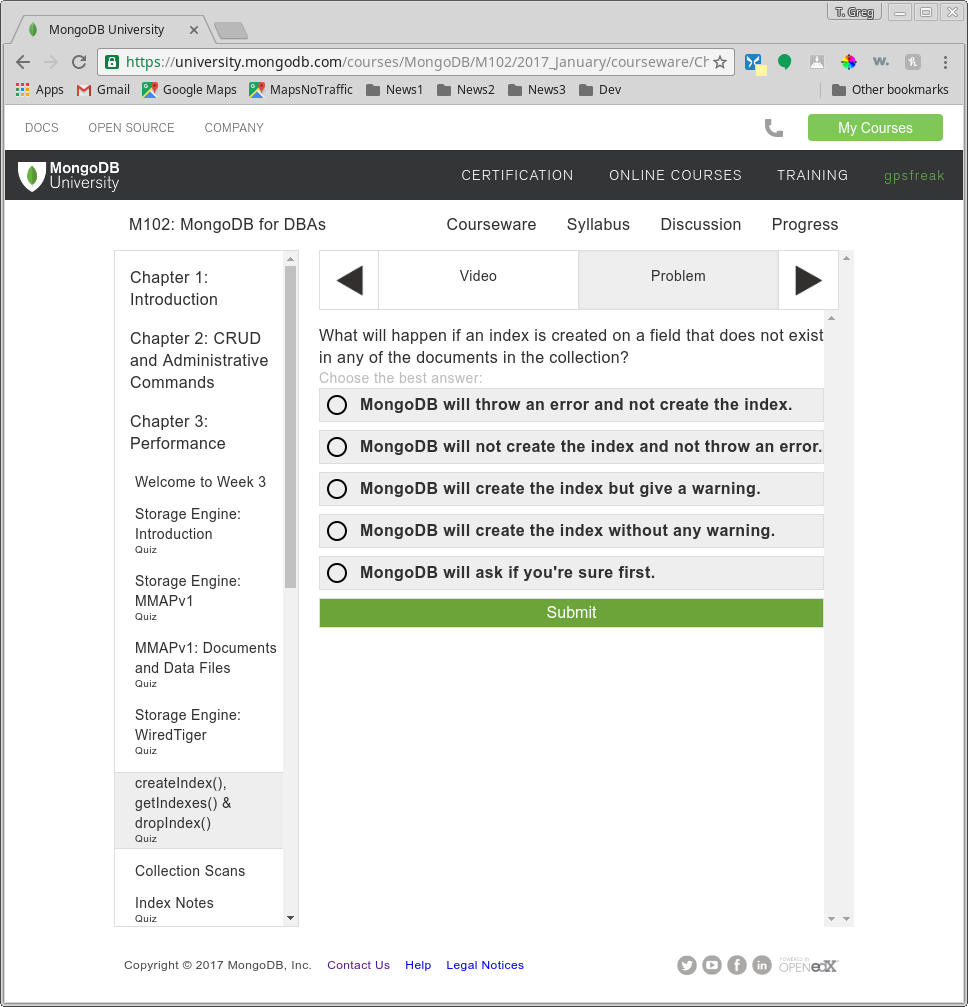 T. Greg
MongoDB University
https://university.mongodb.com/courses/MongoDB/M102/2017_January/courseware/Ch
Apps Gmail Google Maps MapsNoTraffic News1 News2 News3 Dev Other bookmarks
DOCS OPEN SOURCE COMPANY My Courses
MongoDB
University
CERTIFICATION ONLINE COURSES TRAINING gpsfreak
M102: MongoDB for DBAs Courseware Syllabus Discussion Progress
Chapter 1:
Introduction
Chapter 2: CRUD
and Administrative
Commands
Chapter 3:
Performance
Welcome to Week 3
Storage Engine:
Introduction
Quiz
Storage Engine:
MMAPv1
Quiz
MMAPv1: Documents
and Data Files
Quiz
Storage Engine:
WiredTiger
Quiz
createIndex(),
getIndexes() &
dropIndex()
Quiz
Collection Scans
Index Notes
Quiz
Video Problem
What will happen if an index is created on a field that does not exist
in any of the documents in the collection?
Choose the best answer:
MongoDB will throw an error and not create the index.
MongoDB will not create the index and not throw an error.
MongoDB will create the index but give a warning.
MongoDB will create the index without any warning.
MongoDB will ask if you're sure first.
Submit
Copyright © 2017 MongoDB, Inc. Contact Us Help Legal Notices
POWERED BY
OPEN edX